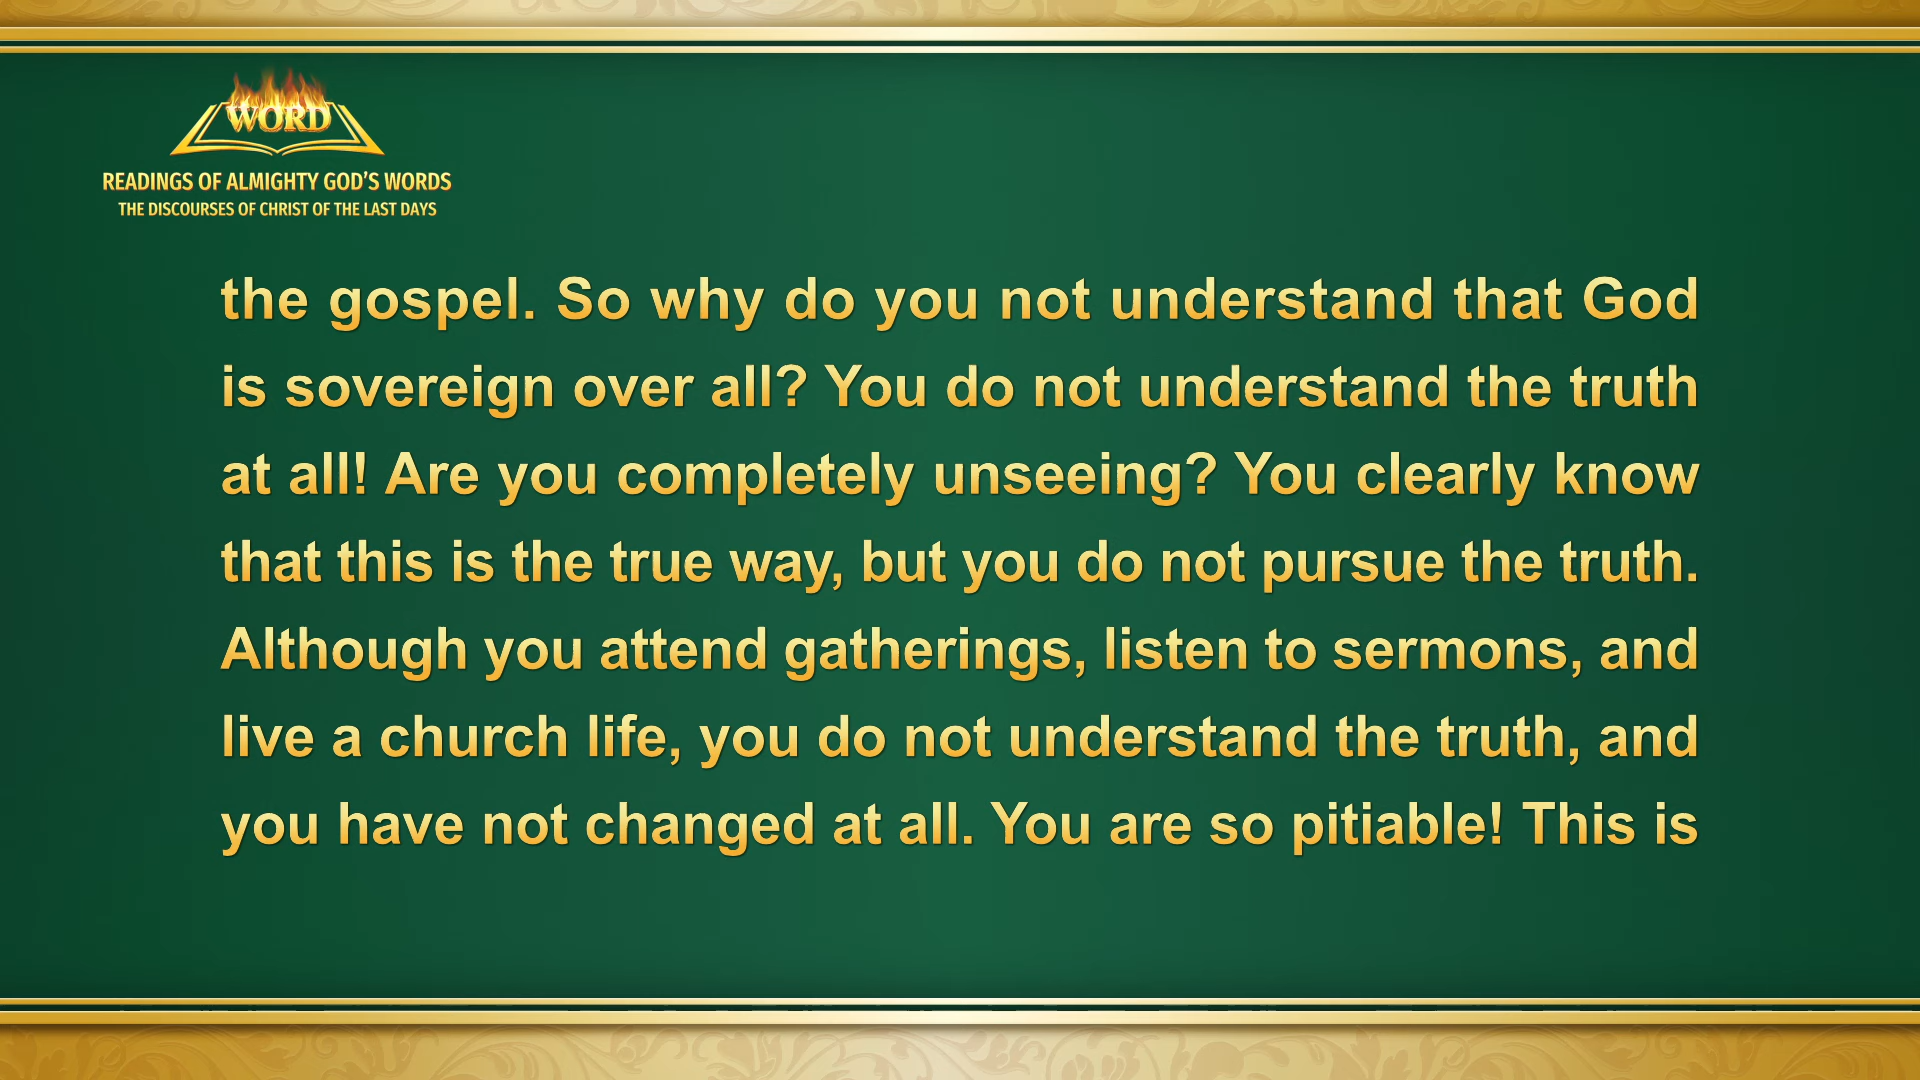 WORD
READINGS OF ALMIGHTY GOD'S WORDS
THE DISCOURSES OF CHRIST OF THE LAST DAYS
the gospel. So why do you not understand that God
is sovereign over all? You do not understand the truth
at all! Are you completely unseeing? You clearly know
that this is the true way, but you do not pursue the truth.
Although you attend gatherings, listen to sermons, and
live a church life, you do not understand the truth, and
you have not changed at all. You are so pitiable! This is